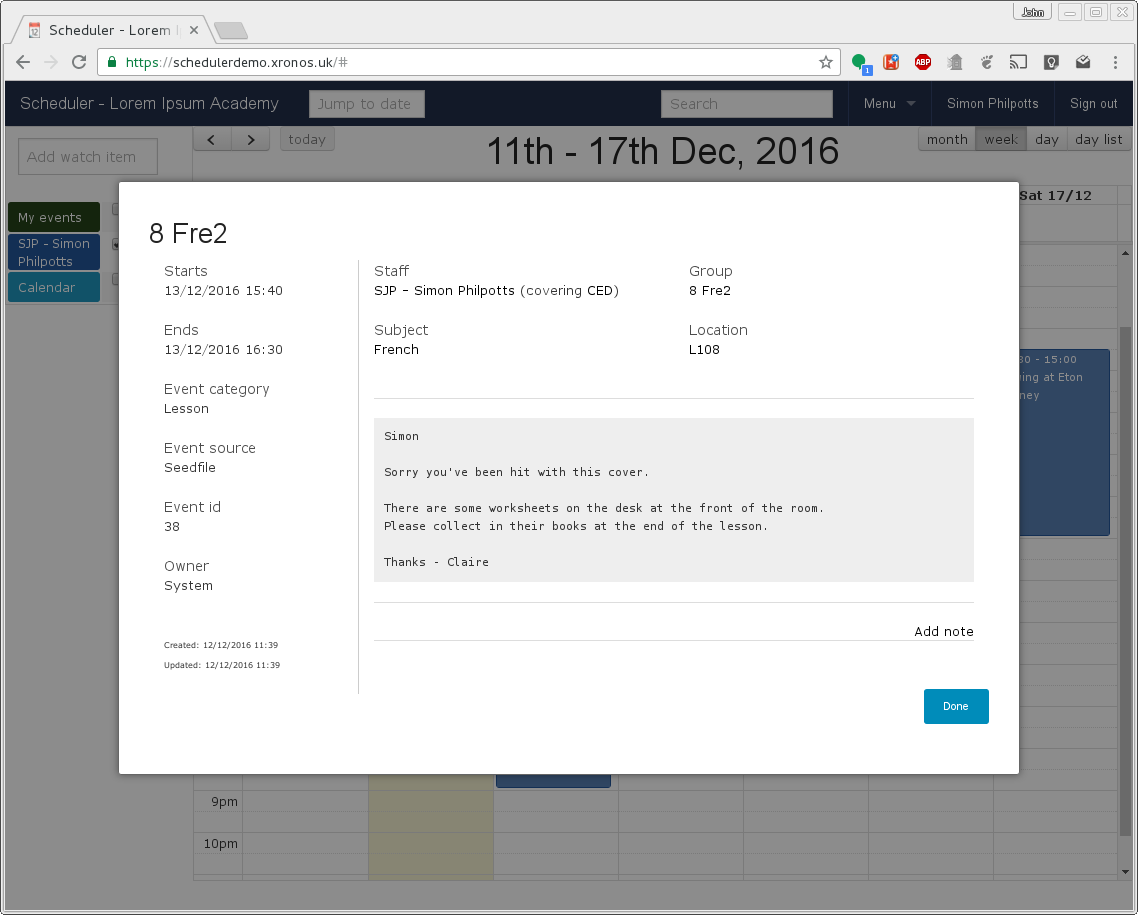 John
Scheduler - Lorem
https://schedulerdemo.xronos.uk/#
1
ABP
Scheduler - Lorem Ipsum Academy
Jump to date
Search
Menu
Simon Philpotts
Sign out
Add watch item
today
11th - 17th Dec, 2016
month
week
day
day list
Sat 17/12
My events
SJP - Simon
Philpotts
Calendar
8 Fre2
Starts
13/12/2016 15:40
Ends
13/12/2016 16:30
Event category
Lesson
Event source
Seedfile
Event id
38
Owner
System
Created: 12/12/2016 11:39
Updated: 12/12/2016 11:39
Staff
SJP - Simon Philpotts (covering CED)
Group
8 Fre2
Subject
French
Location
L108
Simon
Sorry you've been hit with this cover.
There are some worksheets on the desk at the front of the room.
Please collect in their books at the end of the lesson.
Thanks - Claire
Add note
Done
30 - 15:00
ing at Eton
ney
9pm
10pm